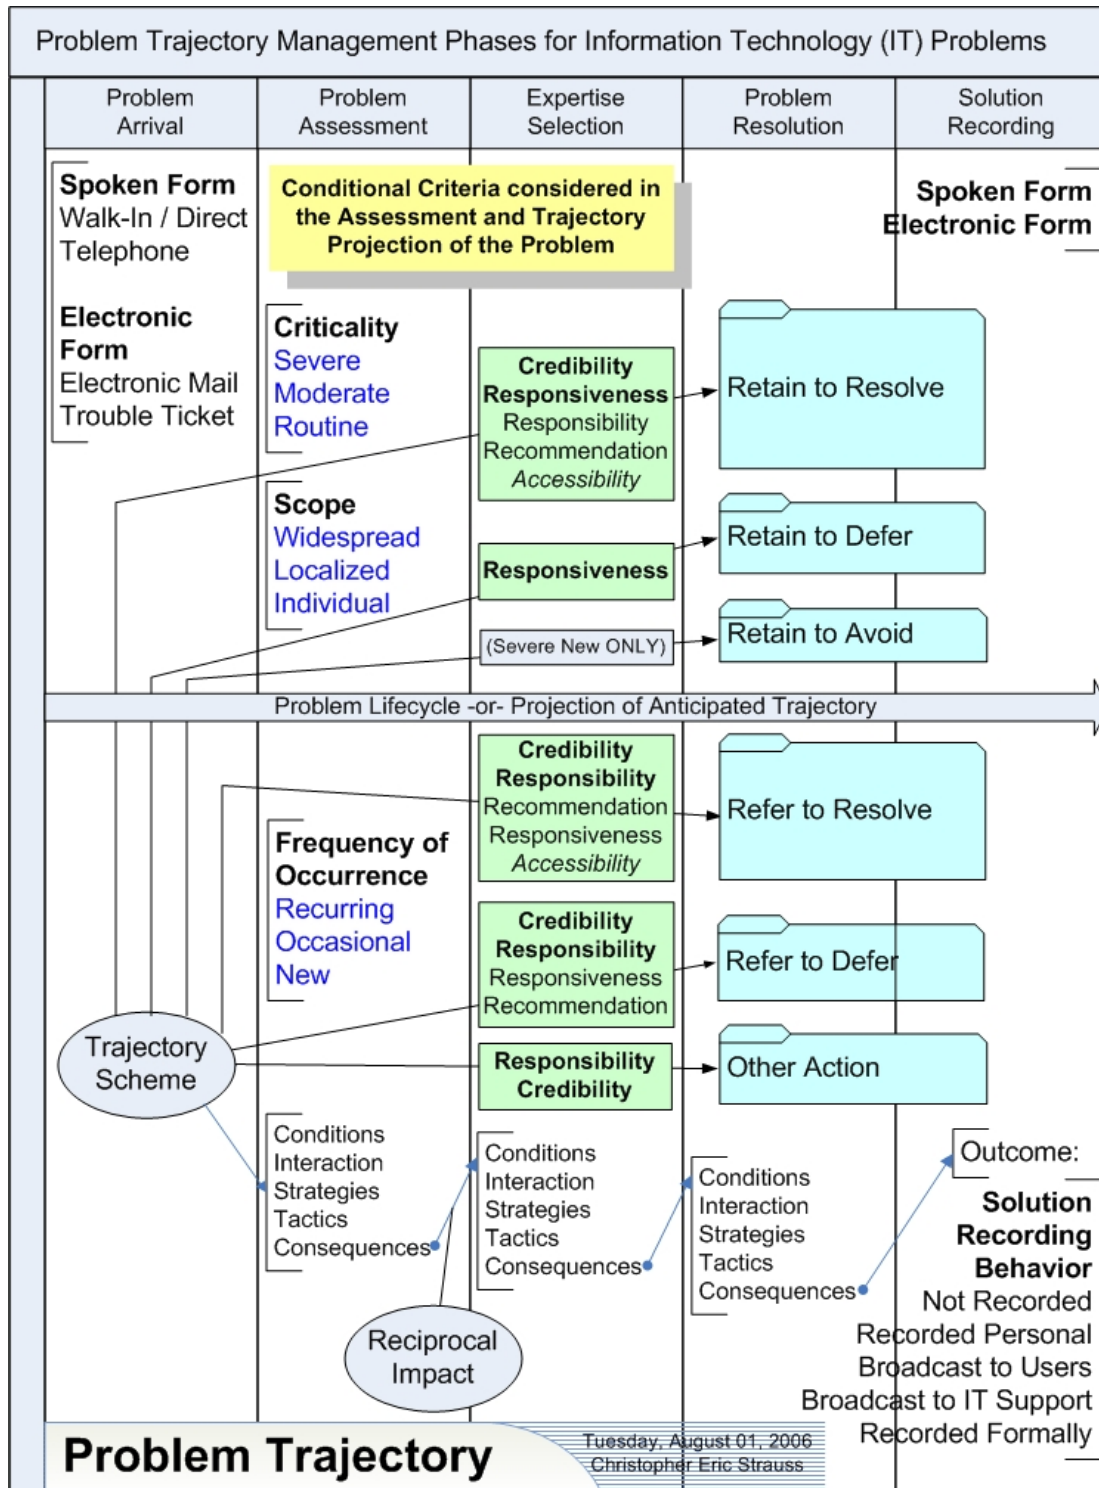 Problem Trajectory Management Phases for Information Technology (IT) Problems
Problem
Arrival
Problem
Assessment
Expertise
Selection
Problem
Resolution
Solution
Recording
Spoken Form
Walk-In / Direct
Telephone
Electronic
Form
Electronic Mail
Trouble Ticket
Conditional Criteria considered in
the Assessment and Trajectory
Projection of the Problem
Spoken Form
Electronic Form
Criticality
Severe
Moderate
Routine
Credibility
Responsiveness
Responsibility
Recommendation
Accessibility
Retain to Resolve
Scope
Widespread
Localized
Individual
Responsiveness
Retain to Defer
(Severe New ONLY)
Retain to Avoid
Problem Lifecycle -or- Projection of Anticipated Trajectory
Credibility
Responsibility
Recommendation
Responsiveness
Accessibility
Refer to Resolve
Frequency of
Occurrence
Recurring
Occasional
New
Credibility
Responsibility
Responsiveness
Recommendation
Refer to Defer
Trajectory
Scheme
Responsibility
Credibility
Other Action
Conditions
Interaction
Strategies
Tactics
Consequences
Conditions
Interaction
Strategies
Tactics
Consequences
Conditions
Interaction
Strategies
Tactics
Consequences
Outcome:
Solution
Recording
Behavior
Not Recorded
Recorded Personal
Broadcast to Users
Broadcast to IT Support
Recorded Formally
Reciprocal
Impact
Problem Trajectory
Tuesday, August 01, 2006
Christopher Eric Strauss